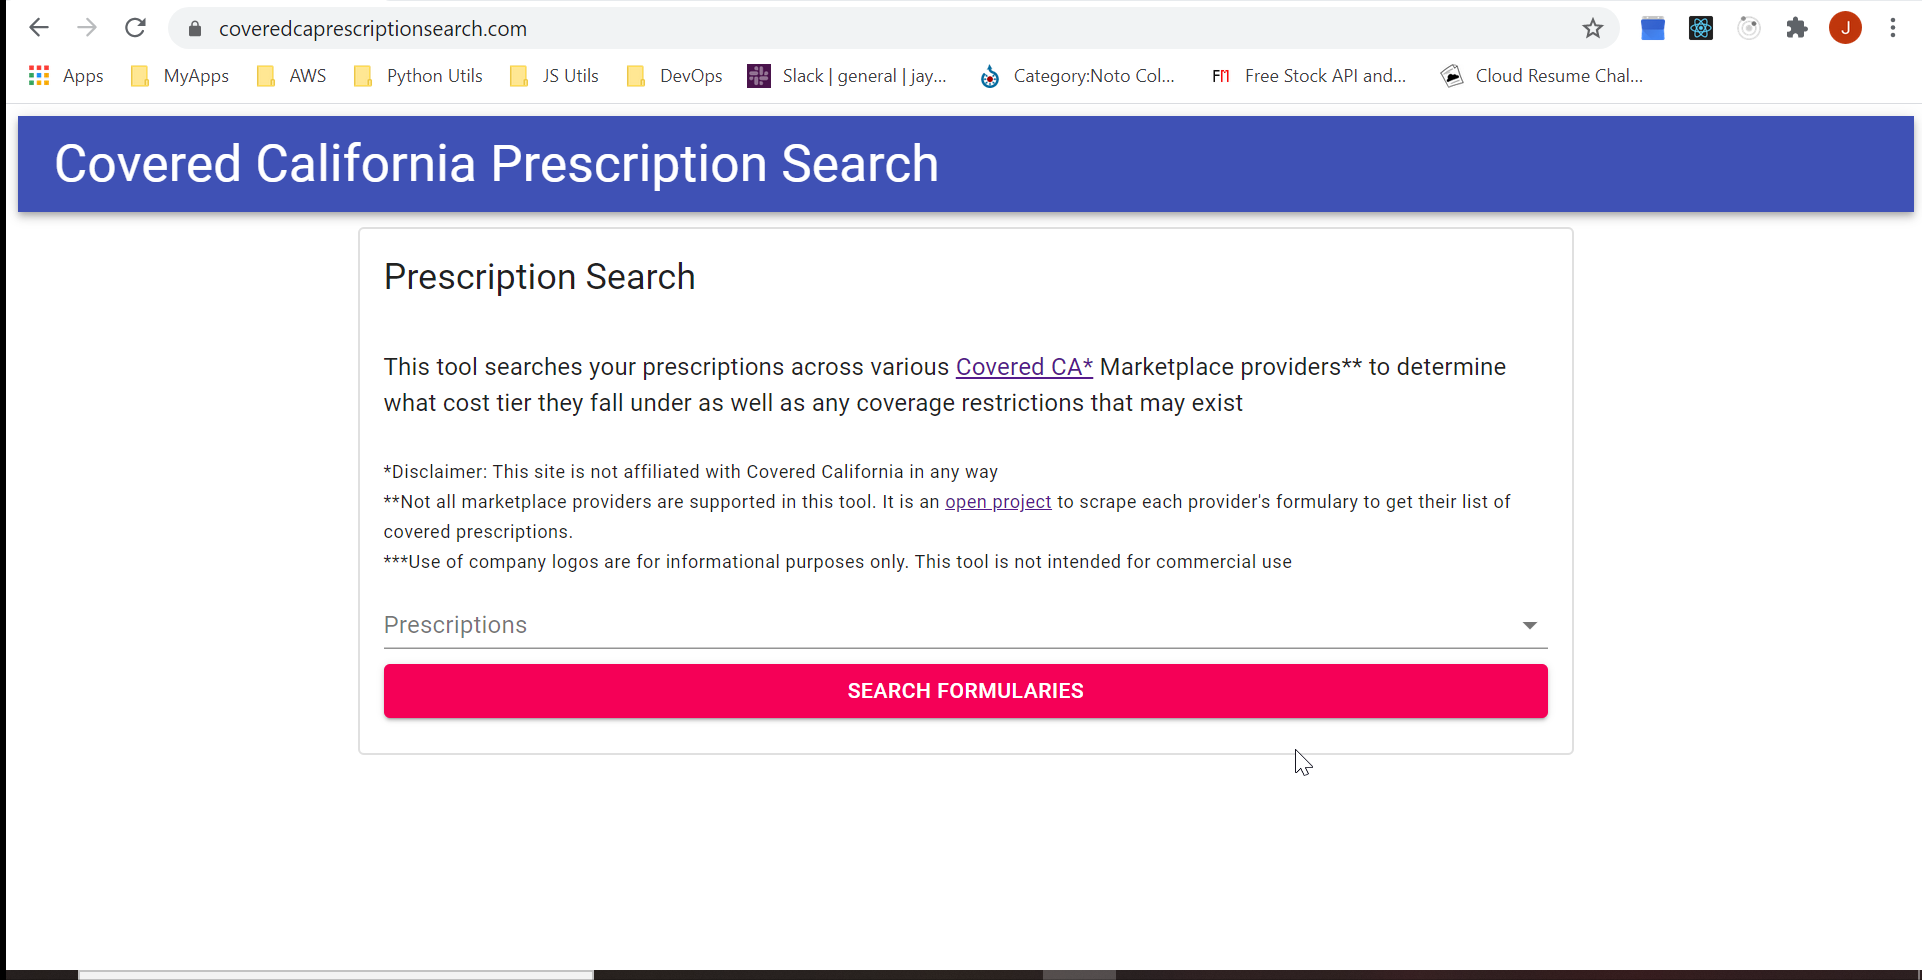 coveredcaprescriptionsearch.com
J
Apps MyApps AWS Python Utils JS Utils DevOps Slack | general | jay... Category:Noto Col... FM Free Stock API and... Cloud Resume Chal...
Covered California Prescription Search
Prescription Search
This tool searches your prescriptions across various Covered CA* Marketplace providers** to determine
what cost tier they fall under as well as any coverage restrictions that may exist
*Disclaimer: This site is not affiliated with Covered California in any way
**Not all marketplace providers are supported in this tool. It is an open project to scrape each provider's formulary to get their list of
covered prescriptions.
***Use of company logos are for informational purposes only. This tool is not intended for commercial use
Prescriptions
SEARCH FORMULARIES